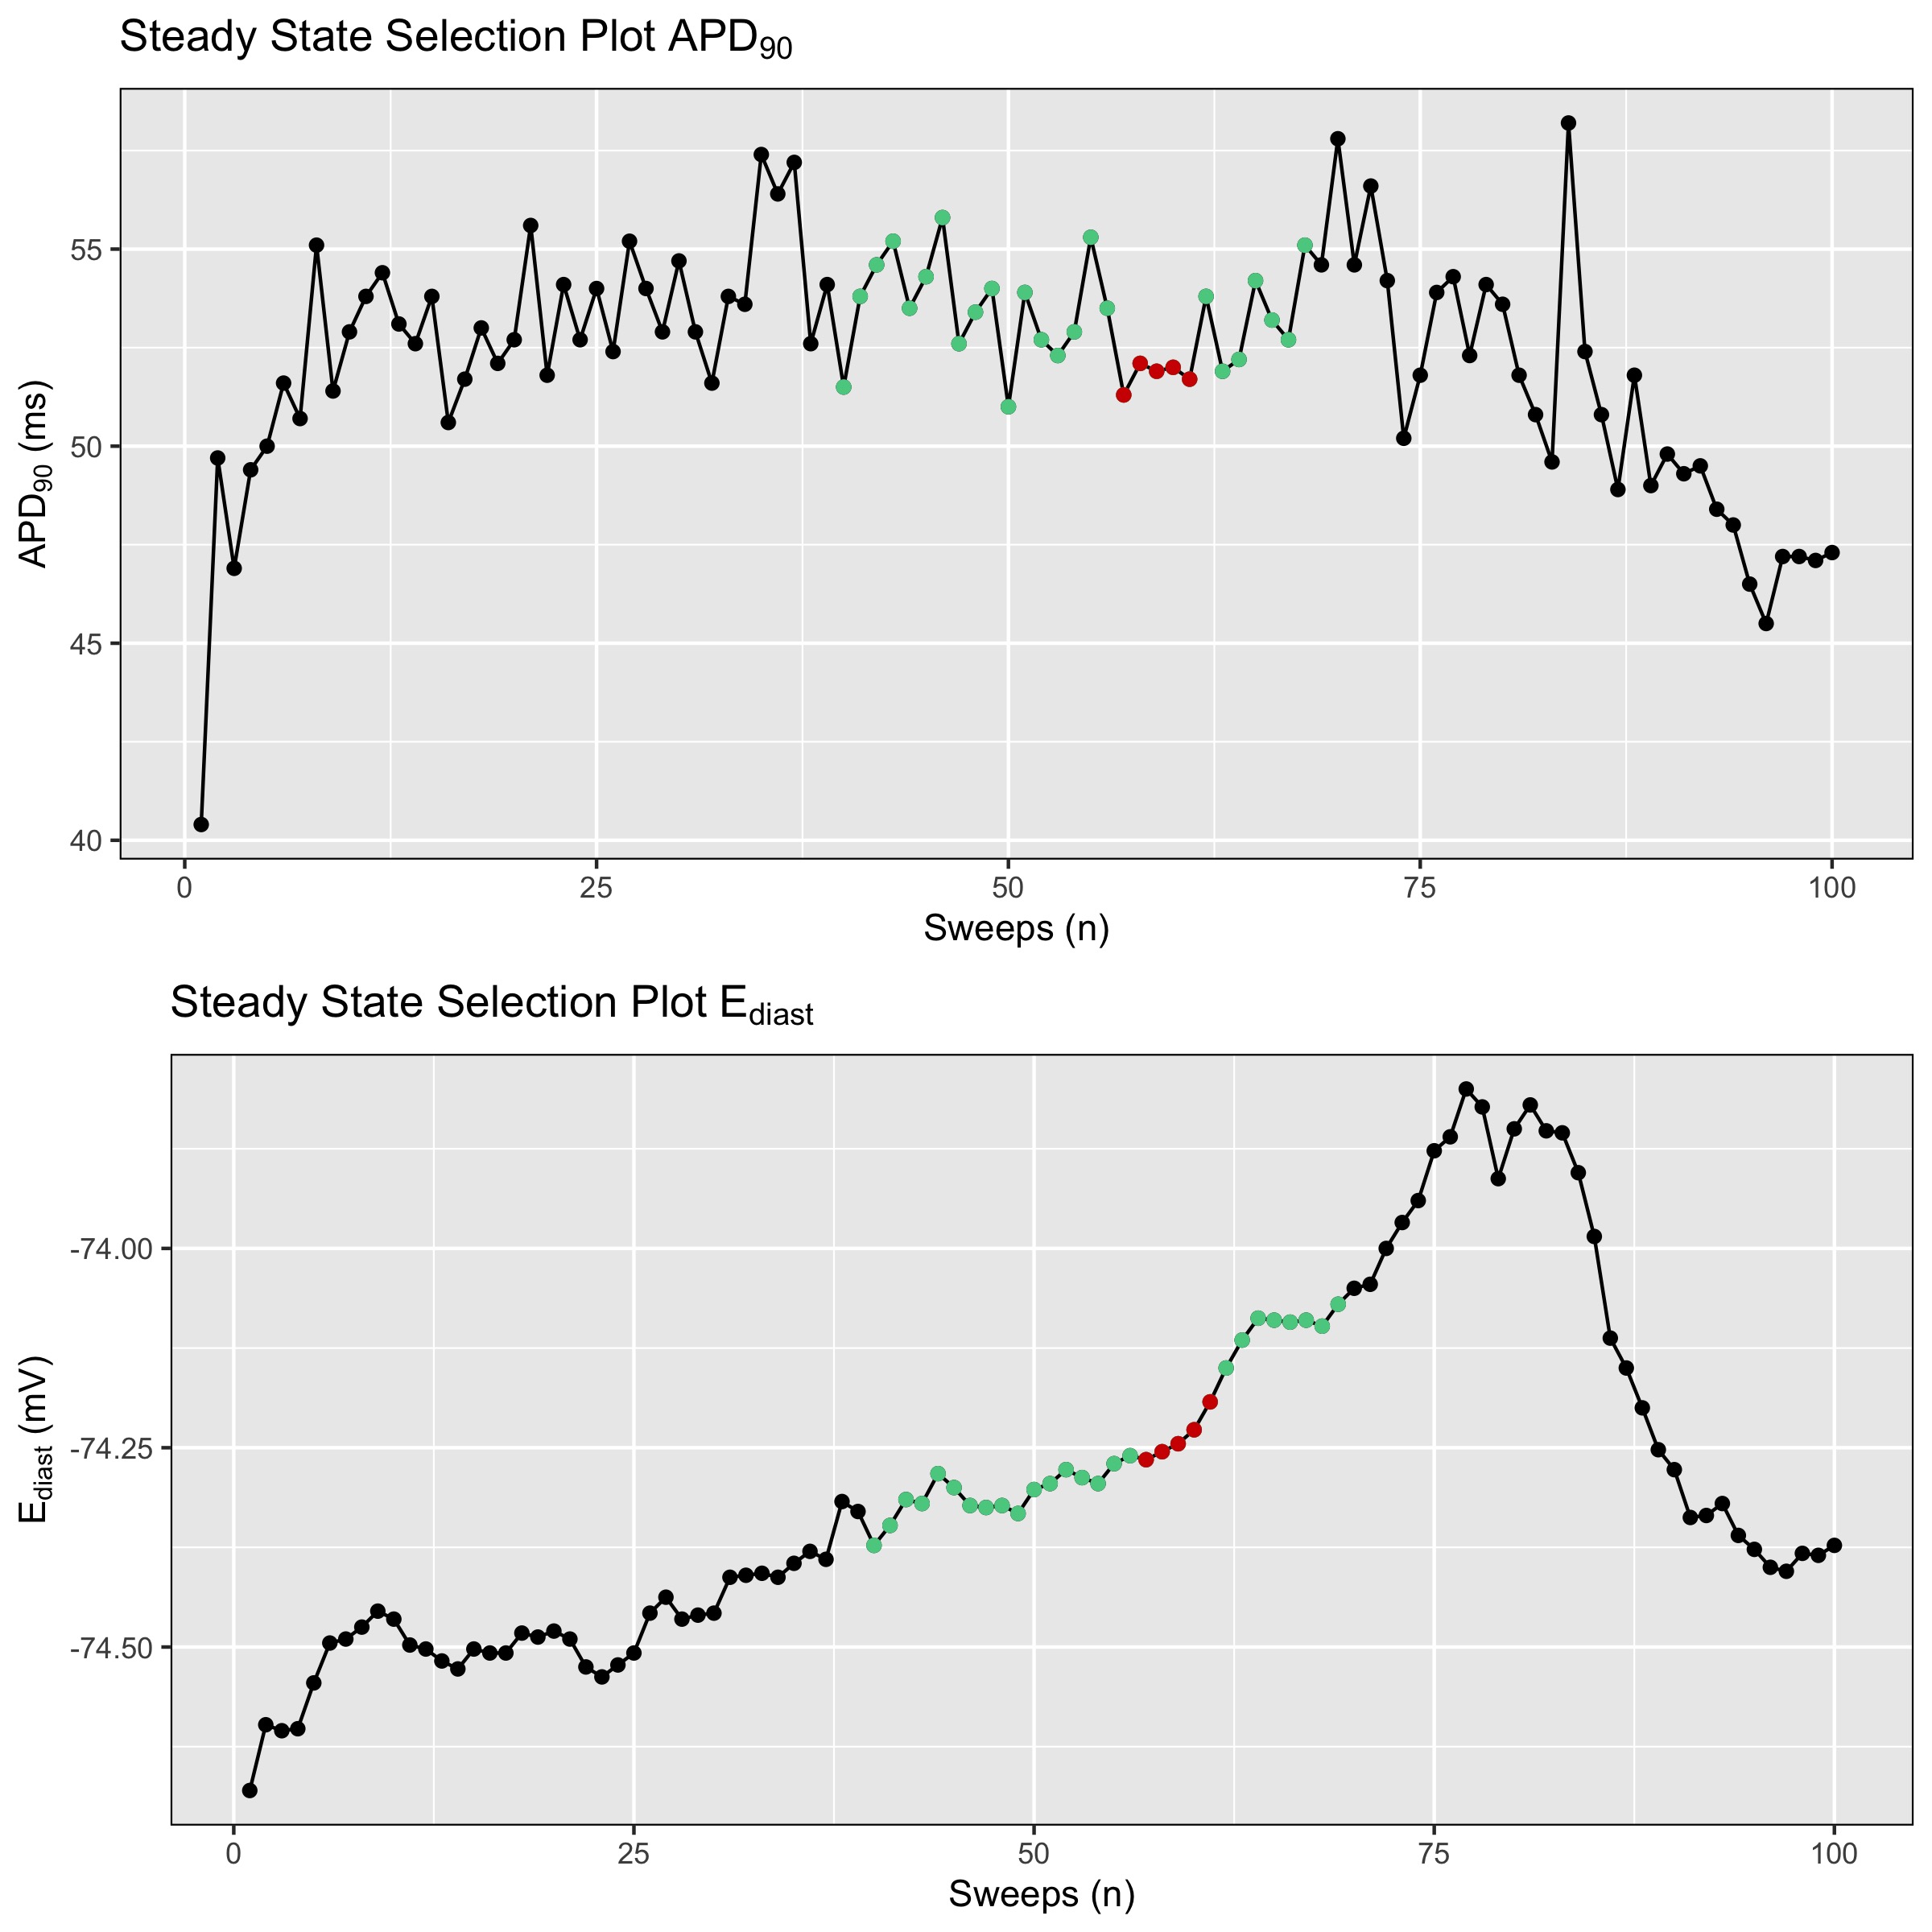 Steady State Selection Plot APD90
55
50
45
40
APD90 (ms)
0 25 50 75 100
Sweeps (n)
Steady State Selection Plot Ediast
-74.00
-74.25
-74.50
Ediast (mV)
0 25 50 75 100
Sweeps (n)